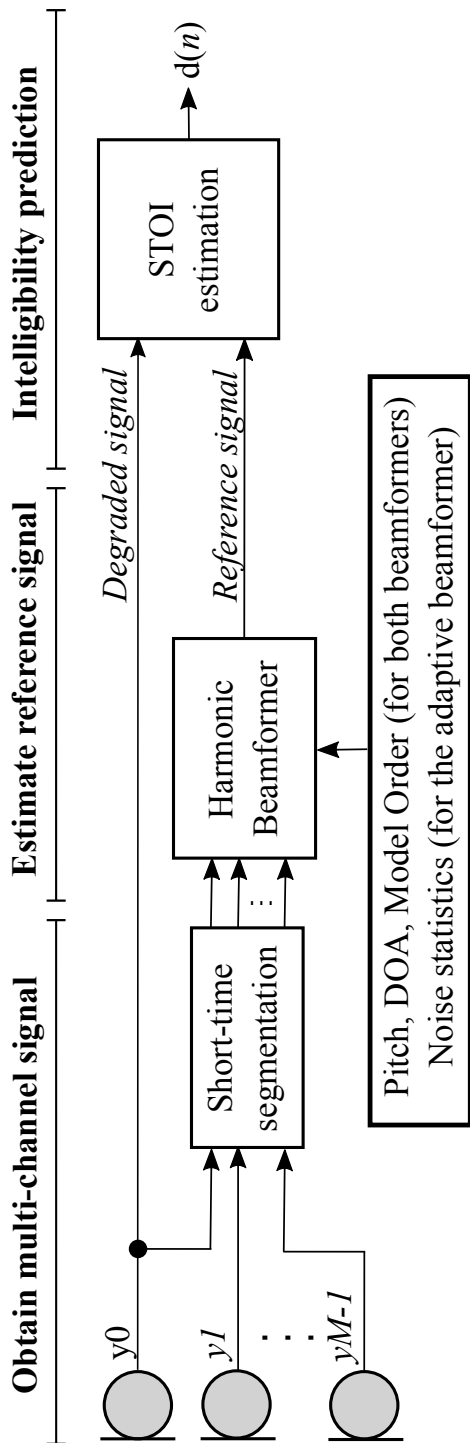 Obtain multi-channel signal
Estimate reference signal
Intelligibility prediction
y0
y1
. . . .
yM-1
Short-time
segmentation
...
Harmonic
Beamformer
Degraded signal
Reference signal
STOI
estimation
d(n)
Pitch, DOA, Model Order (for both beamformers)
Noise statistics (for the adaptive beamformer)